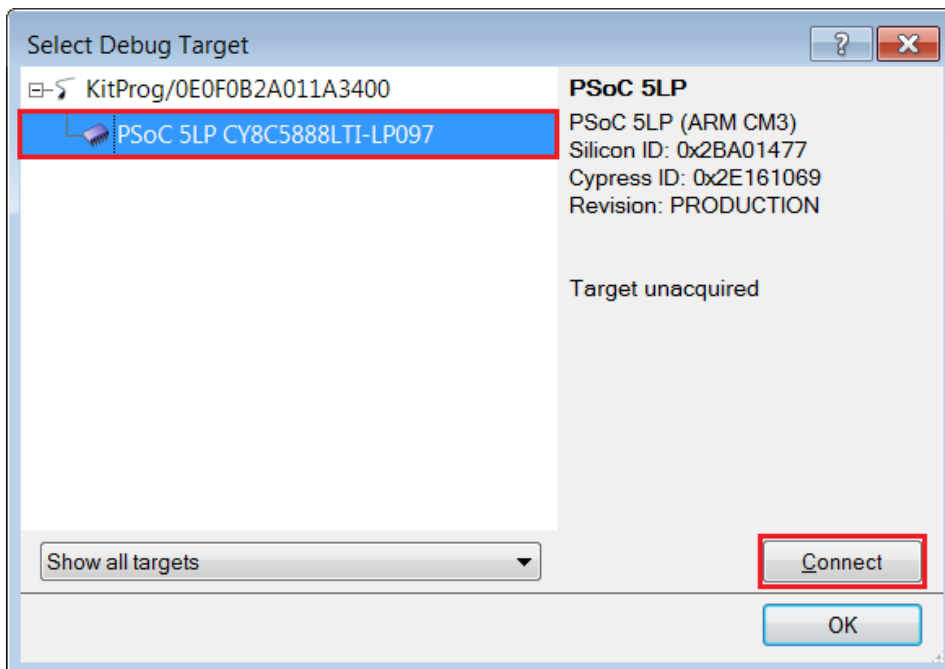 Select Debug Target
?
KitProg/0E0F0B2A011A3400
PSoC 5LP CY8C5888LTI-LP097
PSoC 5LP
PSoC 5LP (ARM CM3)
Silicon ID: 0x2BA01477
Cypress ID: 0x2E161069
Revision: PRODUCTION
Target unacquired
Show all targets
Connect
OK